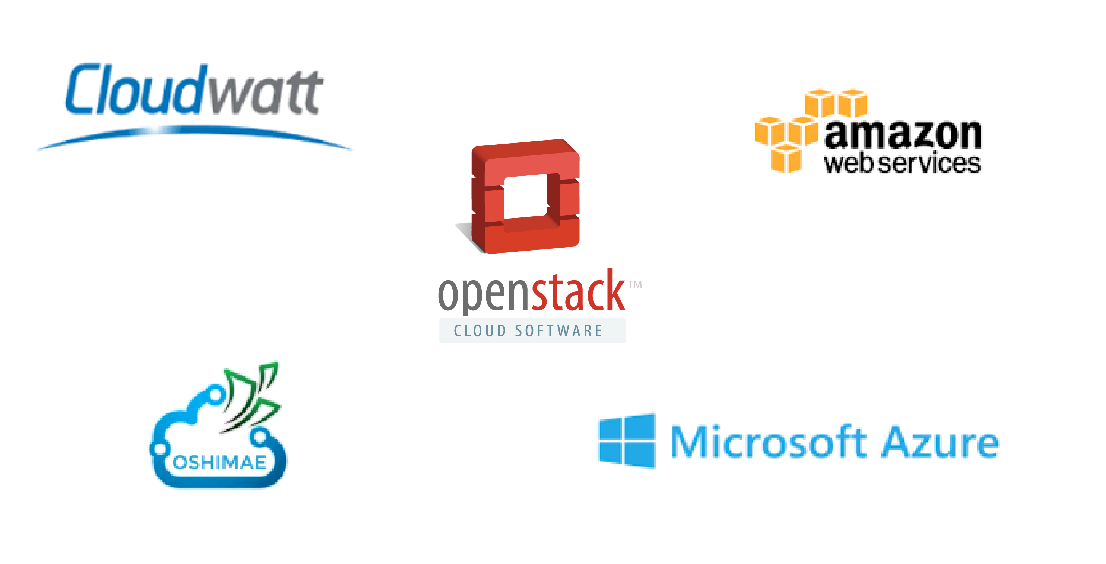 Cloudwatt
amazon
webservices
openstack™
CLOUD SOFTWARE
OSHIMAE
Microsoft Azure